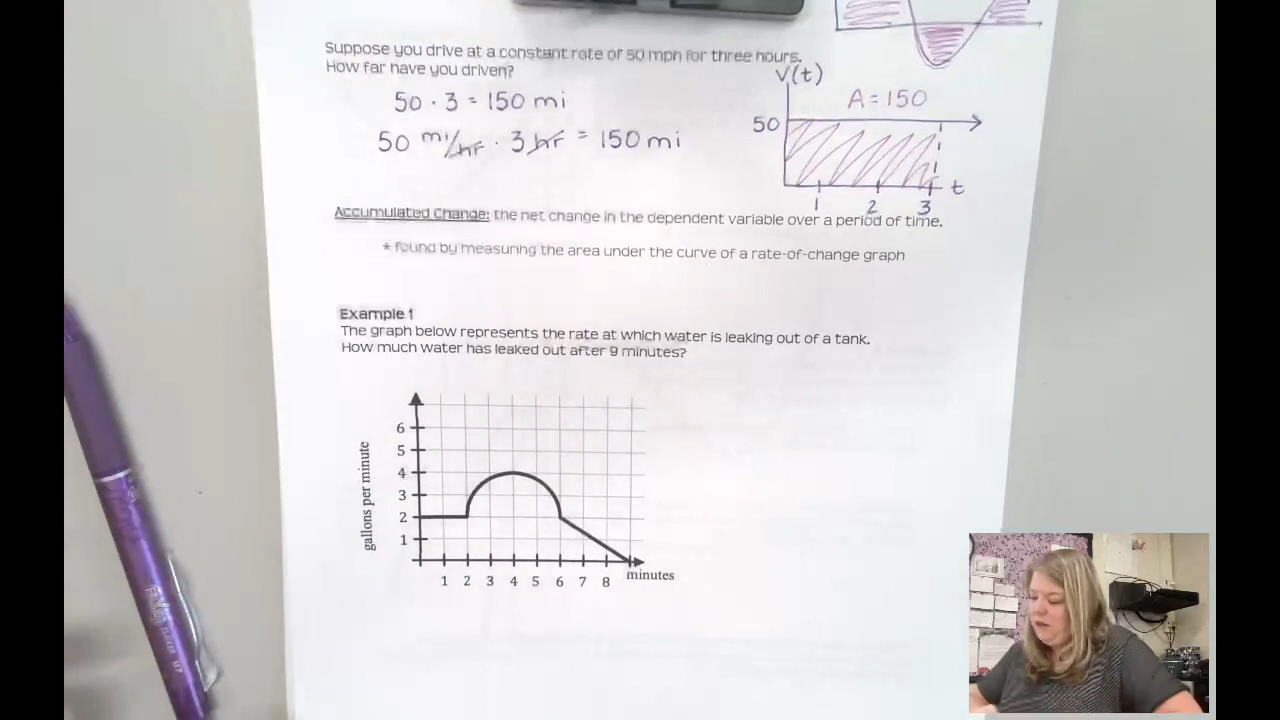 Suppose you drive at a constant rate of 50 mph for three hours.
How far have you driven?
50 · 3 = 150 mi
50 mi/hr · 3 hr = 150 mi
V(t)
A = 150
50
t
1 2 3
Accumulated Change: the net change in the dependent variable over a period of time.
* found by measuring the area under the curve of a rate-of-change graph
Example 1
The graph below represents the rate at which water is leaking out of a tank.
How much water has leaked out after 9 minutes?
gallons per minute
6
5
4
3
2
1
1 2 3 4 5 6 7 8
minutes